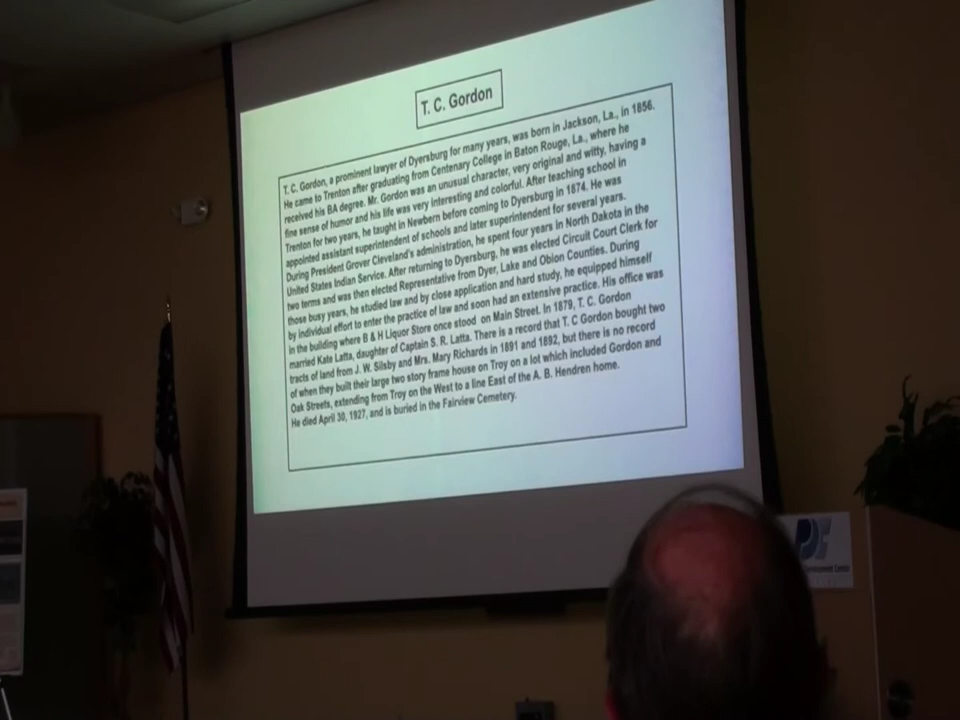 T. C. Gordon
T. C. Gordon, a prominent lawyer of Dyersburg for many years, was born in Jackson, La., in 1856.
He came to Trenton after graduating from Centenary College in Baton Rouge, La., where he
received his BA degree. Mr. Gordon was an unusual character, very original and witty, having a
fine sense of humor and his life was very interesting and colorful. After teaching school in
Trenton for two years, he taught in Newbern before coming to Dyersburg in 1874. He was
appointed assistant superintendent of schools and later superintendent for several years.
During President Grover Cleveland's administration, he spent four years in North Dakota in the
United States Indian Service. After returning to Dyersburg, he was elected Circuit Court Clerk for
two terms and was then elected Representative from Dyer, Lake and Obion Counties. During
those busy years, he studied law and by close application and hard study, he equipped himself
by individual effort to enter the practice of law and soon had an extensive practice. His office was
in the building where B & H Liquor Store once stood on Main Street. In 1879, T. C. Gordon
married Kate Latta, daughter of Captain S. R. Latta. There is a record that T. C Gordon bought two
tracts of land from J. W. Silsby and Mrs. Mary Richards in 1891 and 1892, but there is no record
of when they built their large two story frame house on Troy on a lot which included Gordon and
Oak Streets, extending from Troy on the West to a line East of the A. B. Hendren home.
He died April 30, 1927, and is buried in the Fairview Cemetery.
Development Center